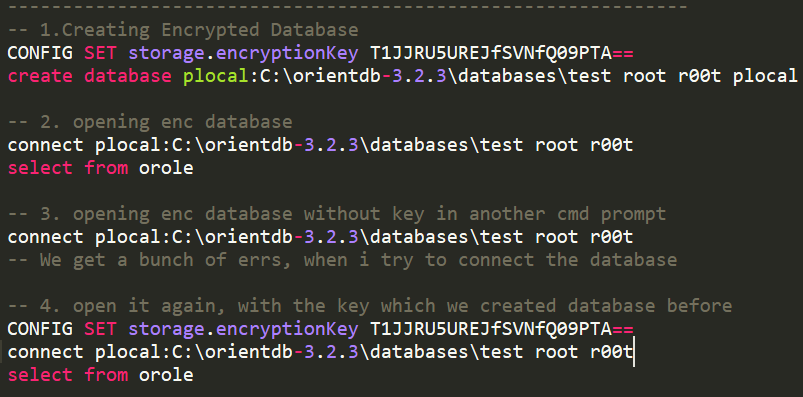 ---------------------------------------------------------------
-- 1.Creating Encrypted Database
CONFIG SET storage.encryptionKey T1JJRU5UREJfSVNfQ09PTA==
create database plocal:C:\orientdb-3.2.3\databases\test root r00t plocal
-- 2. opening enc database
connect plocal:C:\orientdb-3.2.3\databases\test root r00t
select from orole
-- 3. opening enc database without key in another cmd prompt
connect plocal:C:\orientdb-3.2.3\databases\test root r00t
-- We get a bunch of errs, when i try to connect the database
-- 4. open it again, with the key which we created database before
CONFIG SET storage.encryptionKey T1JJRU5UREJfSVNfQ09PTA==
connect plocal:C:\orientdb-3.2.3\databases\test root r00t
select from orole